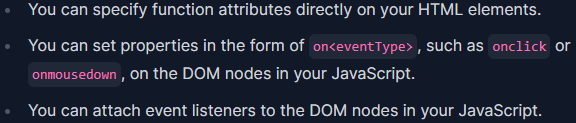 • You can specify function attributes directly on your HTML elements.
• You can set properties in the form of on<eventType>, such as onclick or
onmousedown, on the DOM nodes in your JavaScript.
• You can attach event listeners to the DOM nodes in your JavaScript.